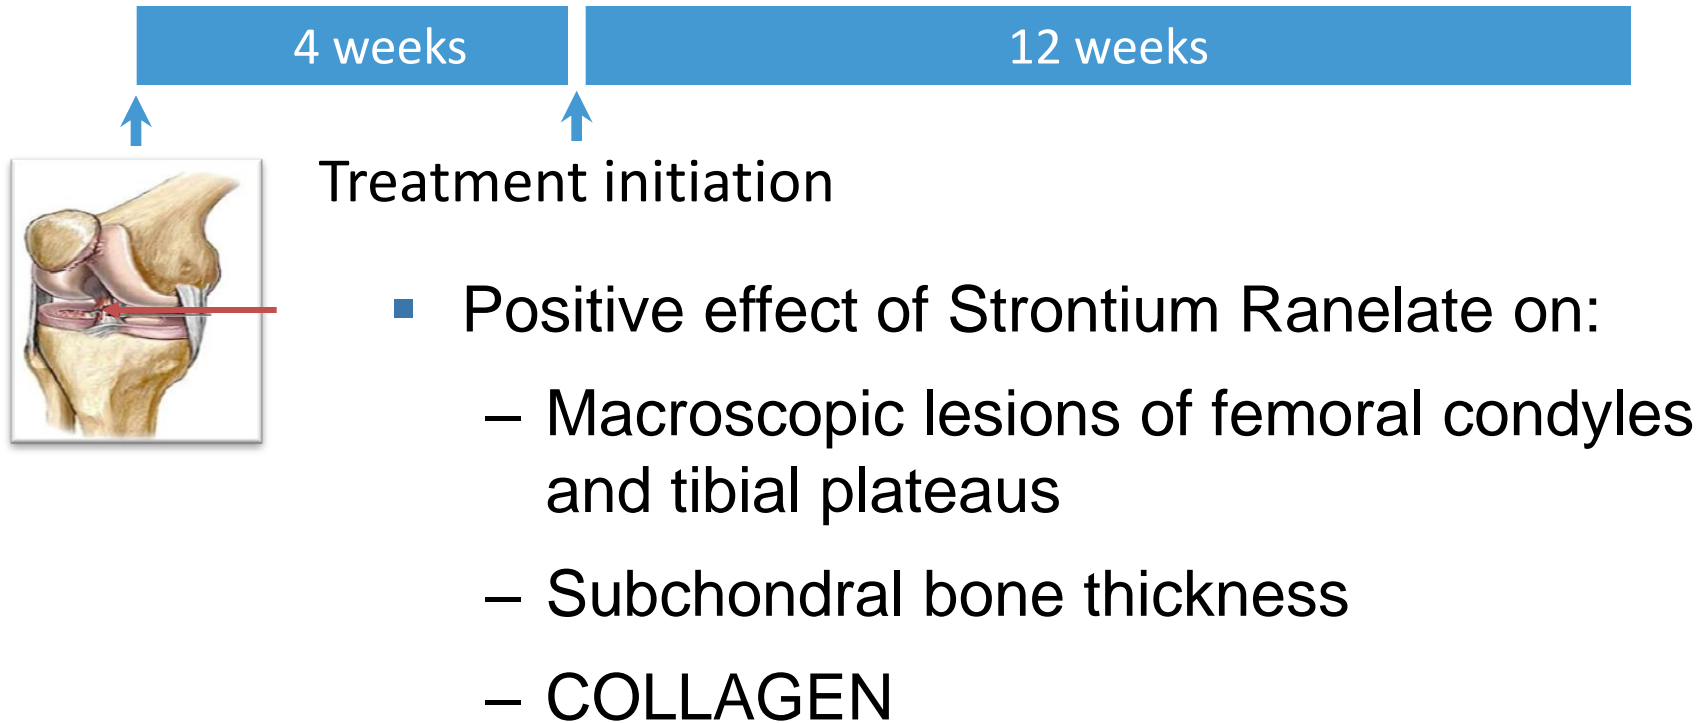 4 weeks
12 weeks
Treatment initiation
▪ Positive effect of Strontium Ranelate on:
– Macroscopic lesions of femoral condyles
and tibial plateaus
– Subchondral bone thickness
– COLLAGEN